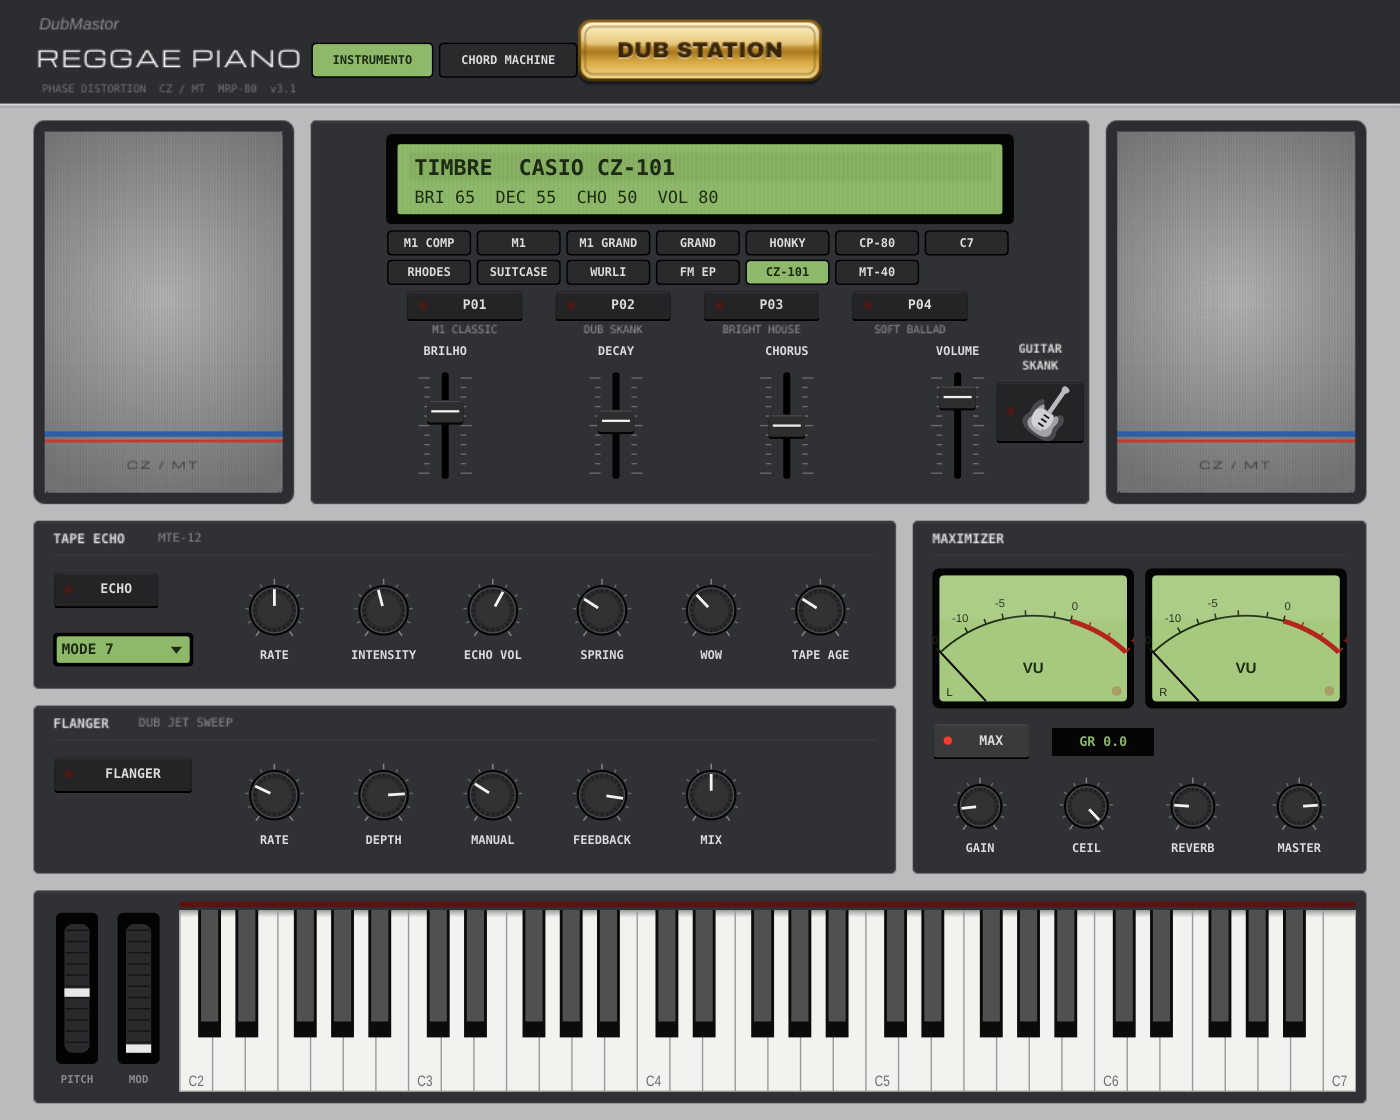 DubMastor
REGGAE PIANO
PHASE DISTORTION CZ / MT MRP-80 v3.1
INSTRUMENTO
CHORD MACHINE
DUB STATION
CZ / MT
TIMBRE CASIO CZ-101
BRI 65 DEC 55 CHO 50 VOL 80
M1 COMP M1 M1 GRAND GRAND HONKY CP-80 C7
RHODES SUITCASE WURLI FM EP CZ-101 MT-40
P01 P02 P03 P04
M1 CLASSIC DUB SKANK BRIGHT HOUSE SOFT BALLAD
BRILHO DECAY CHORUS VOLUME
GUITAR
SKANK
CZ / MT
TAPE ECHO MTE-12
ECHO
MODE 7
RATE INTENSITY ECHO VOL SPRING WOW TAPE AGE
FLANGER DUB JET SWEEP
FLANGER
RATE DEPTH MANUAL FEEDBACK MIX
MAXIMIZER
-10 -5 0
VU
L
-10 -5 0
VU
R
MAX
GR 0.0
GAIN CEIL REVERB MASTER
PITCH MOD
C2 C3 C4 C5 C6 C7